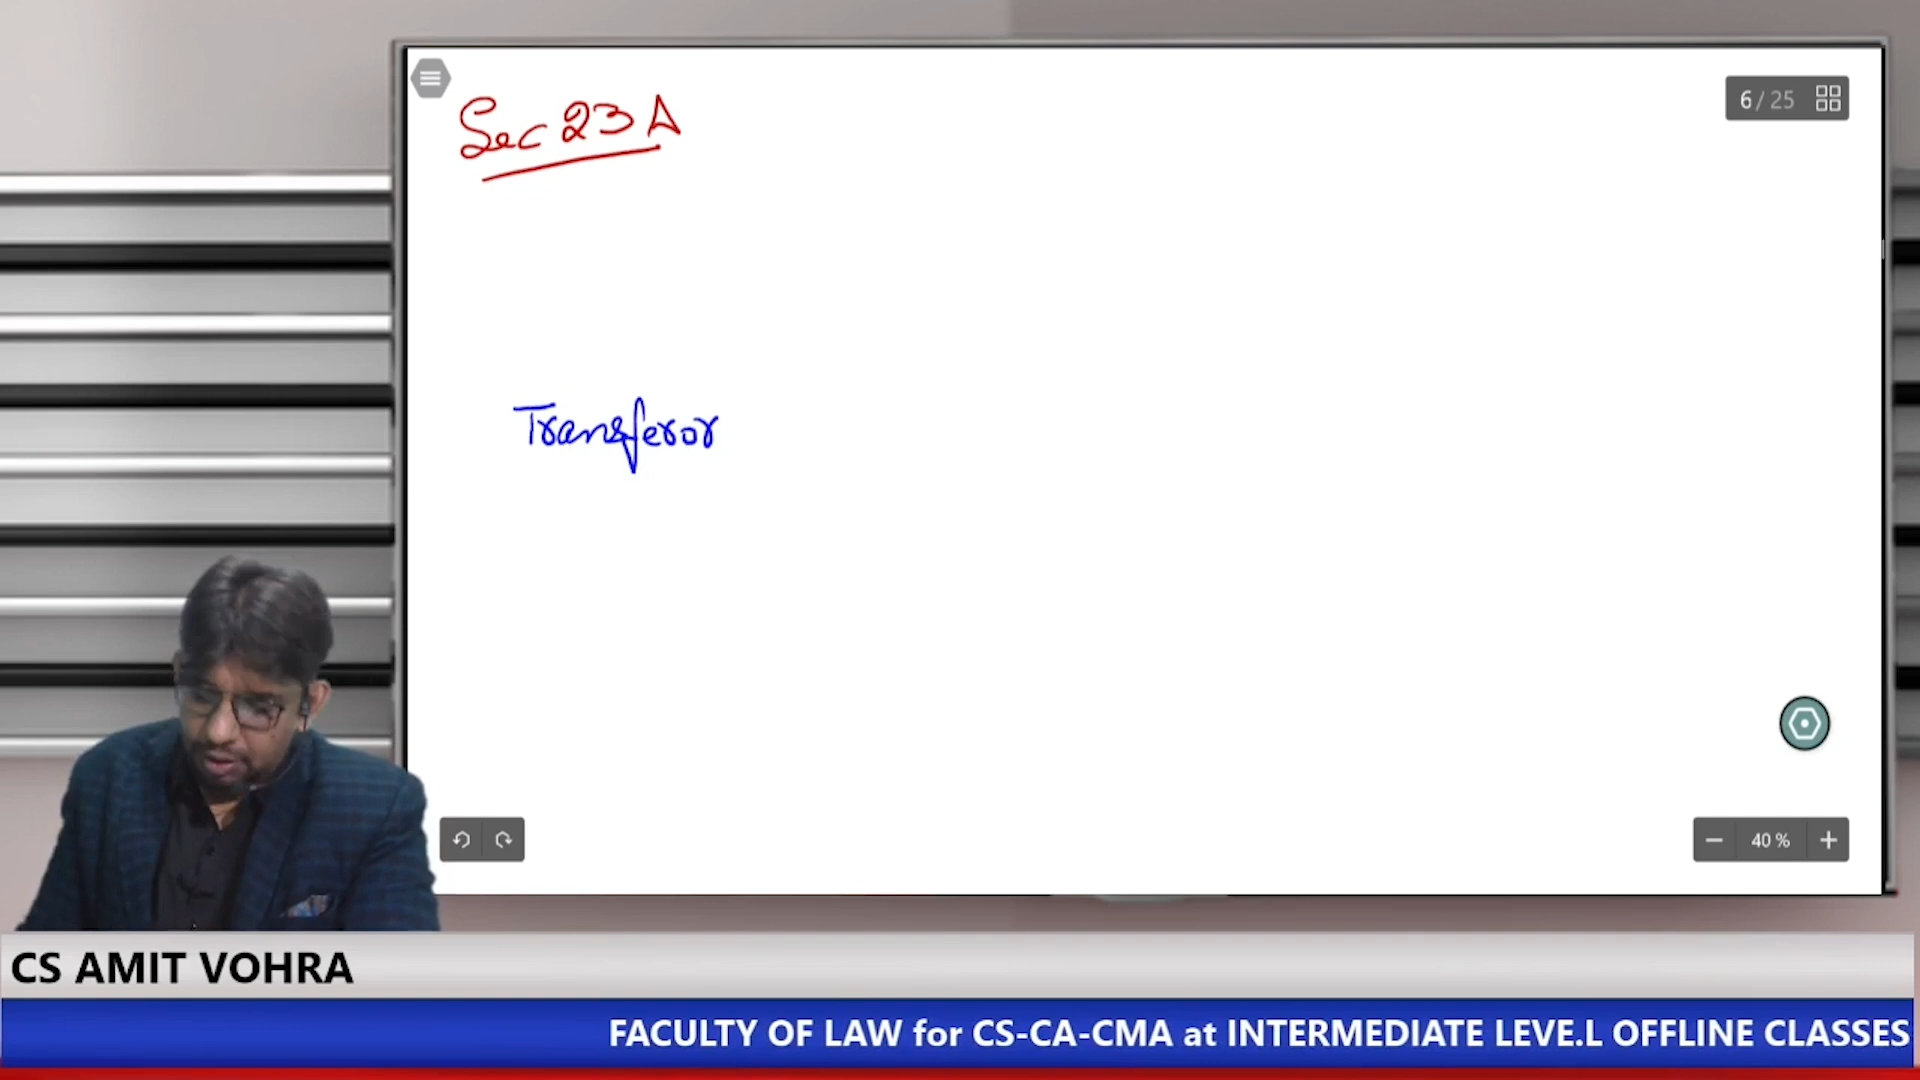 Sec 23 A
6 / 25
Transferor
40 %
CS AMIT VOHRA
FACULTY OF LAW for CS-CA-CMA at INTERMEDIATE LEVE.L OFFLINE CLASSES